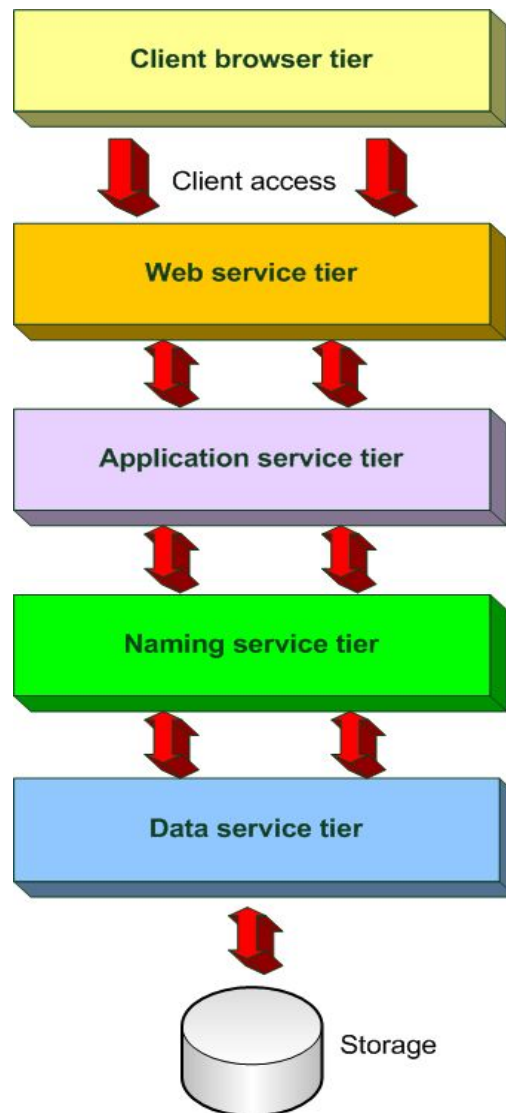 Client browser tier
Client access
Web service tier
Application service tier
Naming service tier
Data service tier
Storage